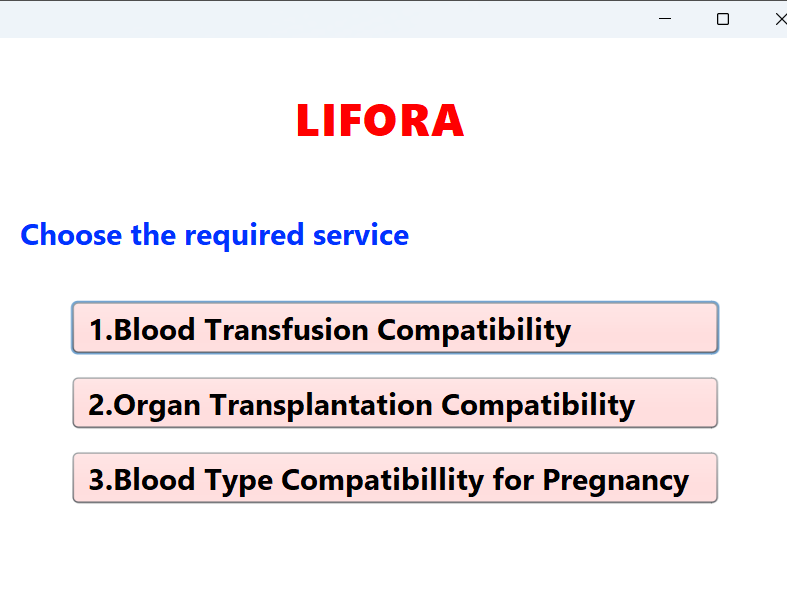 LIFORA
Choose the required service
1.Blood Transfusion Compatibility
2.Organ Transplantation Compatibility
3.Blood Type Compatibillity for Pregnancy